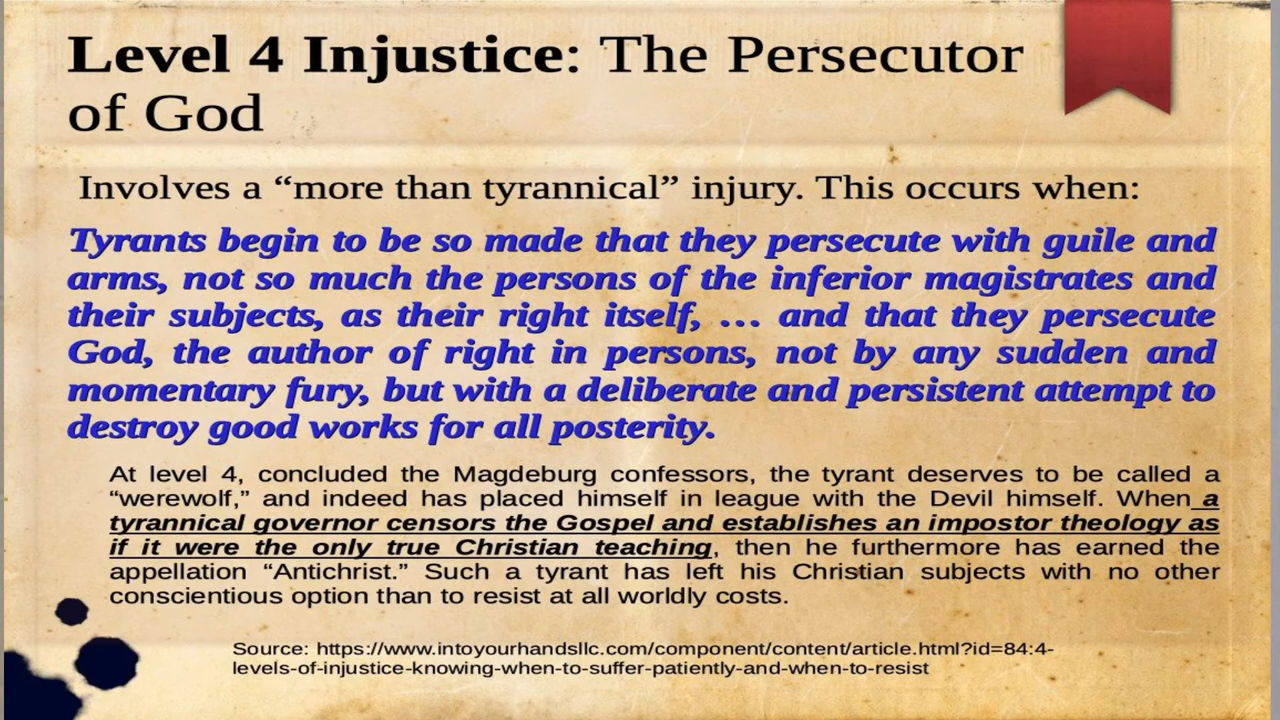 Level 4 Injustice: The Persecutor
of God
Involves a “more than tyrannical” injury. This occurs when:
Tyrants begin to be so made that they persecute with guile and
arms, not so much the persons of the inferior magistrates and
their subjects, as their right itself, … and that they persecute
God, the author of right in persons, not by any sudden and
momentary fury, but with a deliberate and persistent attempt to
destroy good works for all posterity.
At level 4, concluded the Magdeburg confessors, the tyrant deserves to be called a
“werewolf,” and indeed has placed himself in league with the Devil himself. When a
tyrannical governor censors the Gospel and establishes an impostor theology as
if it were the only true Christian teaching, then he furthermore has earned the
appellation “Antichrist.” Such a tyrant has left his Christian subjects with no other
conscientious option than to resist at all worldly costs.
Source: https://www.intoyourhandsllc.com/component/content/article.html?id=84:4-
levels-of-injustice-knowing-when-to-suffer-patiently-and-when-to-resist